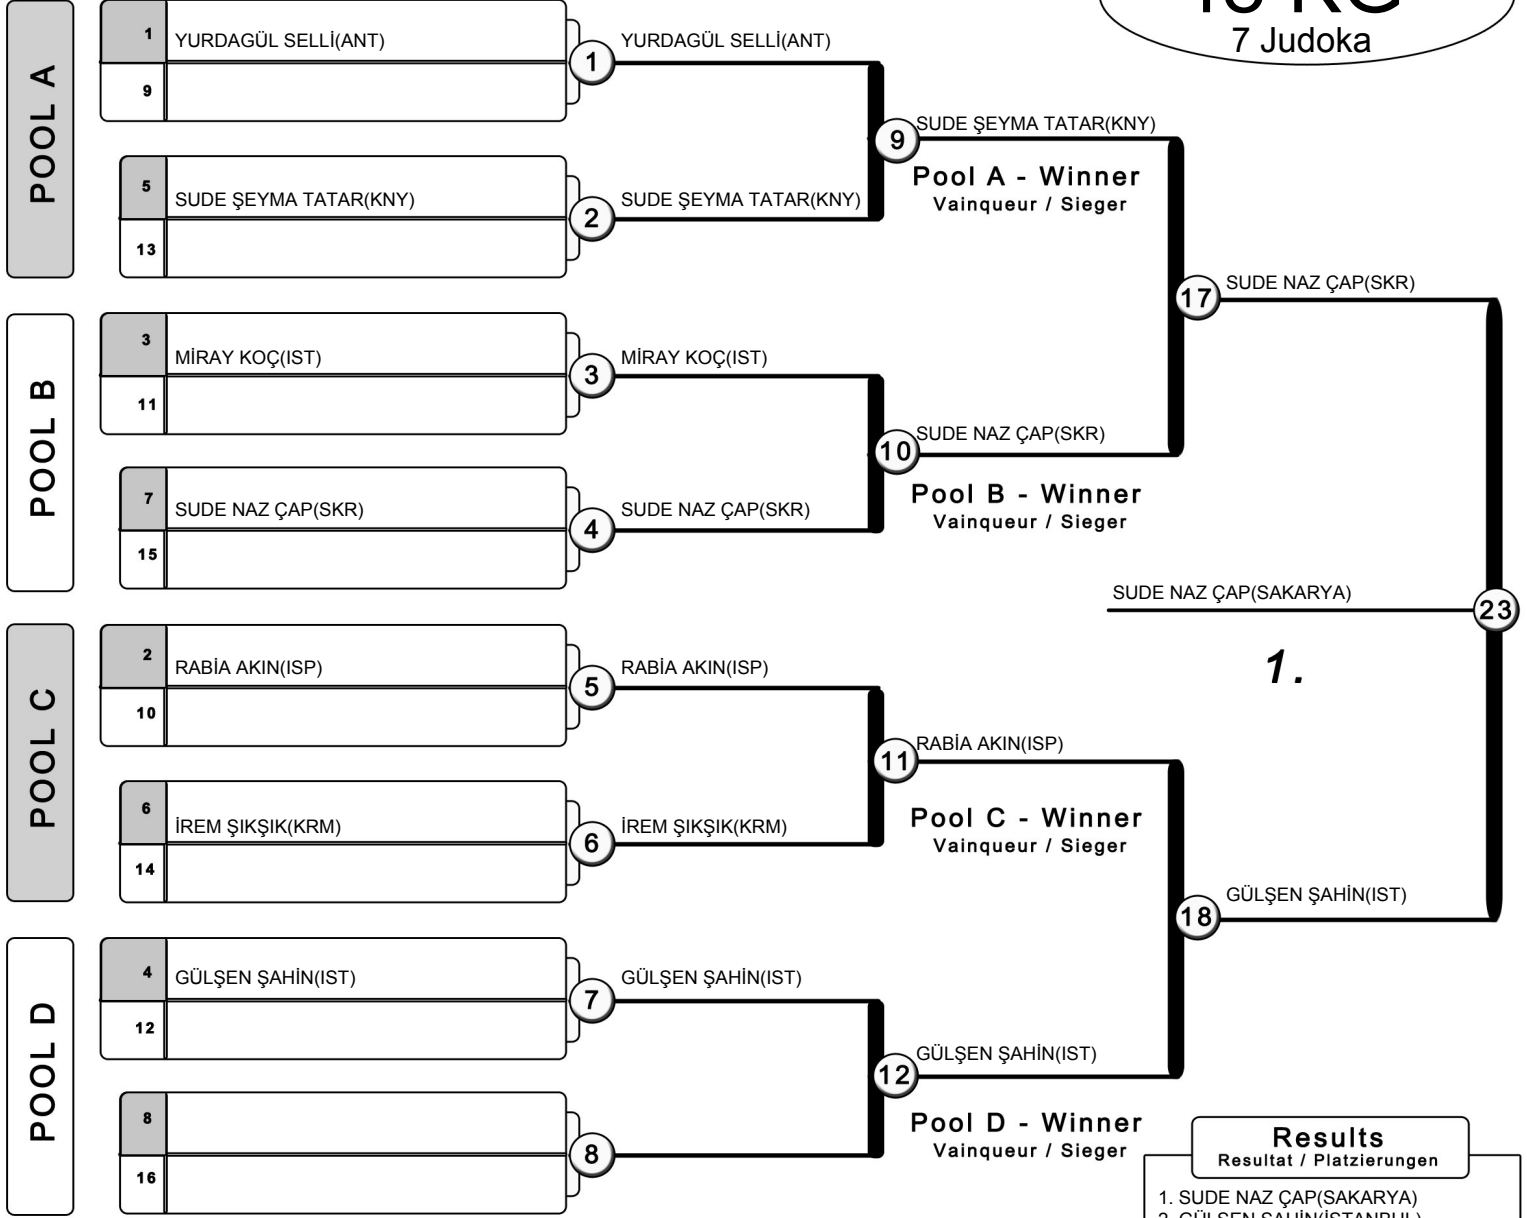 7 Judoka
POOL A
1 YURDAGÜL SELLİ(ANT)
9
1 YURDAGÜL SELLİ(ANT)
5 SUDE ŞEYMA TATAR(KNY)
13
2 SUDE ŞEYMA TATAR(KNY)
9 SUDE ŞEYMA TATAR(KNY)
Pool A - Winner
Vainqueur / Sieger
POOL B
3 MİRAY KOÇ(IST)
11
3 MİRAY KOÇ(IST)
7 SUDE NAZ ÇAP(SKR)
15
4 SUDE NAZ ÇAP(SKR)
10 SUDE NAZ ÇAP(SKR)
Pool B - Winner
Vainqueur / Sieger
17 SUDE NAZ ÇAP(SKR)
SUDE NAZ ÇAP(SAKARYA)
23
1.
POOL C
2 RABİA AKIN(ISP)
10
5 RABİA AKIN(ISP)
6 İREM ŞIKŞIK(KRM)
14
6 İREM ŞIKŞIK(KRM)
11 RABİA AKIN(ISP)
Pool C - Winner
Vainqueur / Sieger
18 GÜLŞEN ŞAHİN(IST)
POOL D
4 GÜLŞEN ŞAHİN(IST)
12
7 GÜLŞEN ŞAHİN(IST)
8
16
8
12 GÜLŞEN ŞAHİN(IST)
Pool D - Winner
Vainqueur / Sieger
Results
Resultat / Platzierungen
1. SUDE NAZ ÇAP(SAKARYA)
2. GÜLŞEN ŞAHİN(İSTANBUL)